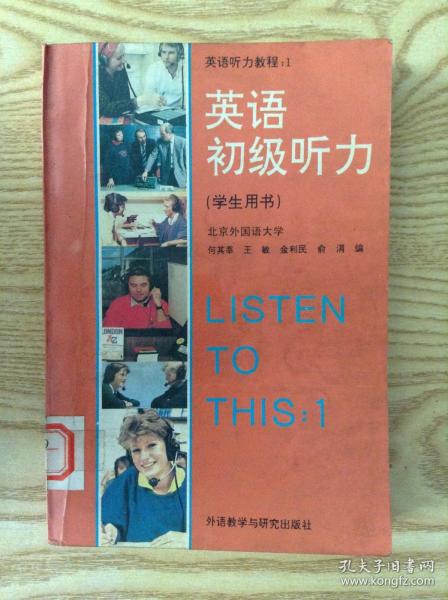 英语听力教程:1
英语
初级听力
(学生用书)
北京外国语大学
何其莘 王敏 金利民 俞涓 编
LISTEN
TO
THIS:1
LONDON
A
Z
外语教学与研究出版社
孔夫子旧书网
www.kongfz.com